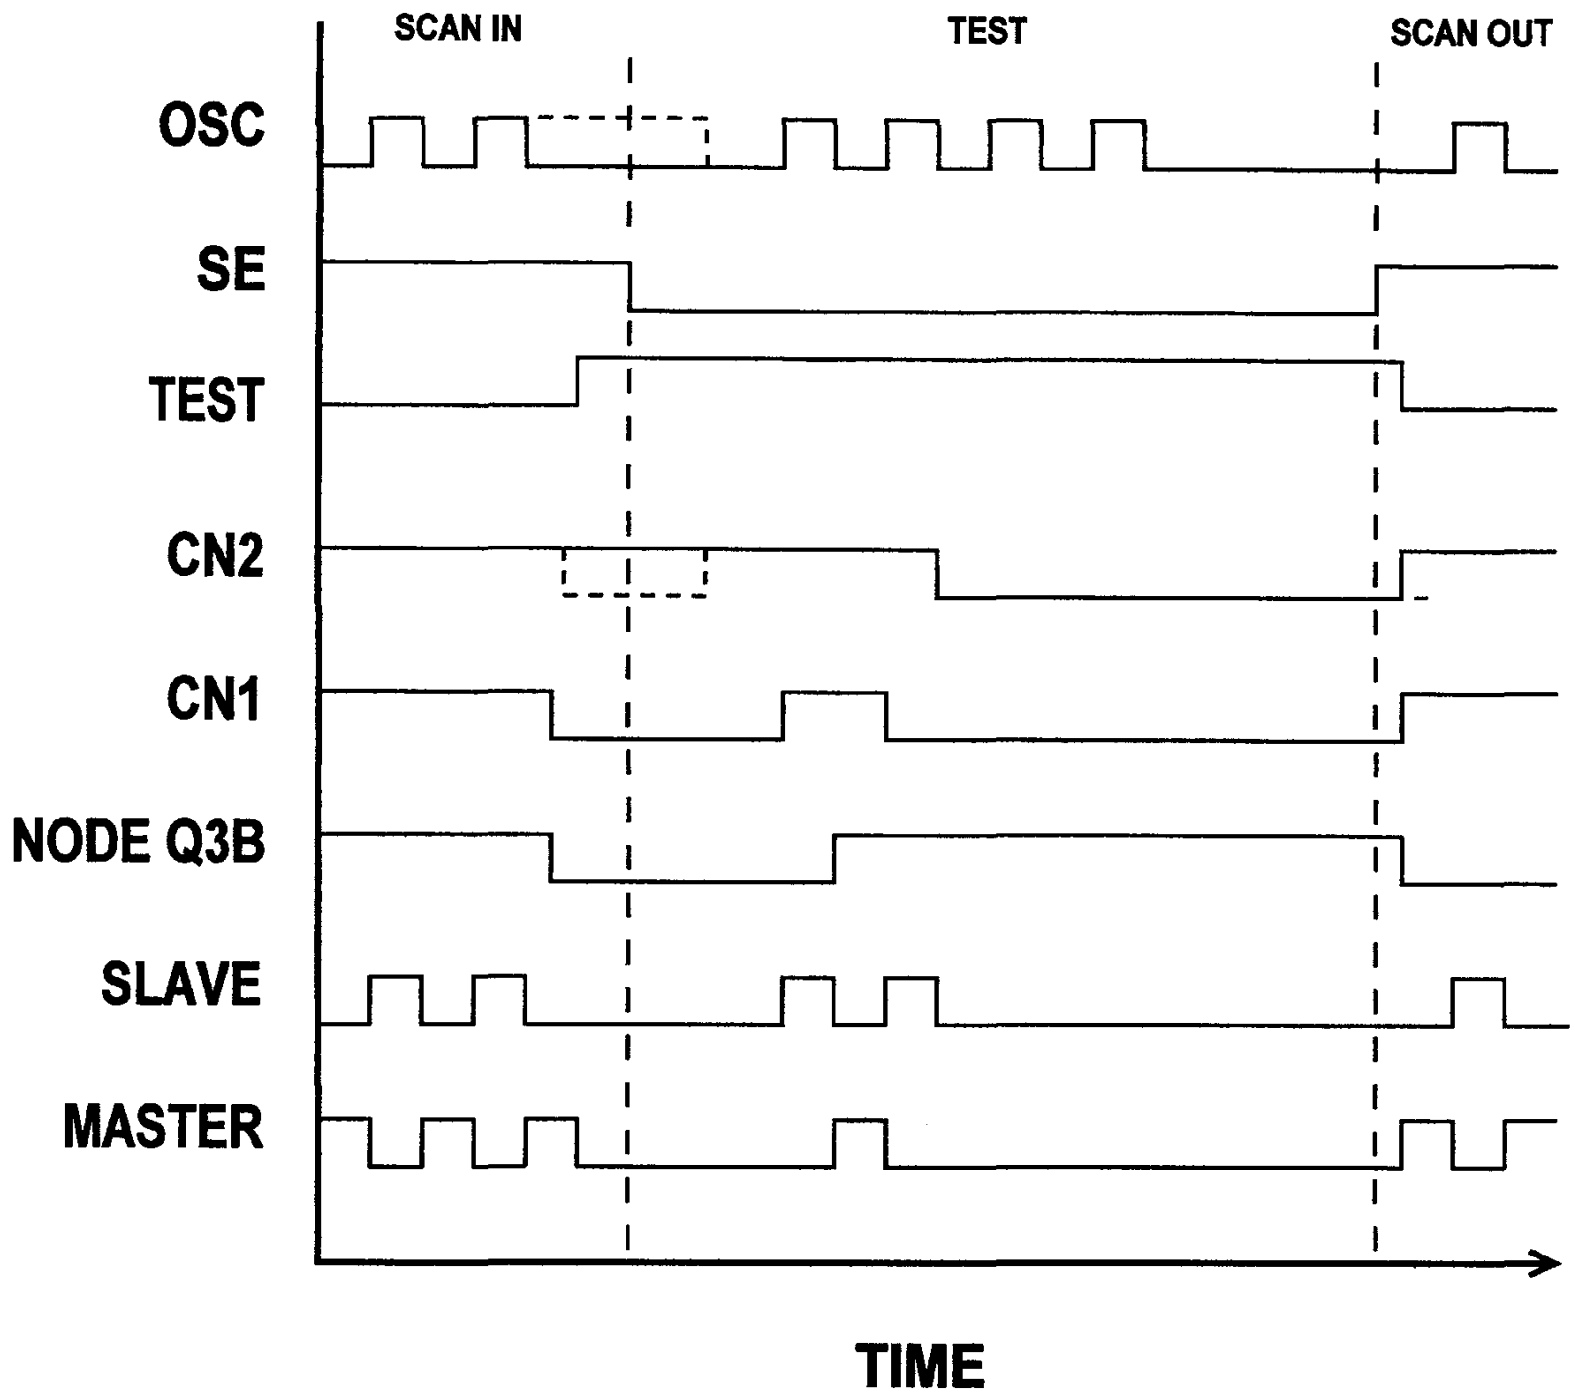 SCAN IN
TEST
SCAN OUT
OSC
SE
TEST
CN2
CN1
NODE Q3B
SLAVE
MASTER
TIME